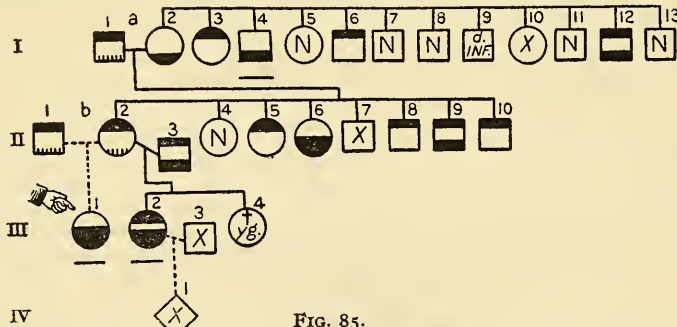 1 a 2 3 4 5 6 7 8 9 10 11 12 13
I N N N d. INF. X N N
1 b 2 3 4 5 6 7 8 9 10
II N X
1 2 3 4
III X † yg.
1
IV X
FIG. 85.